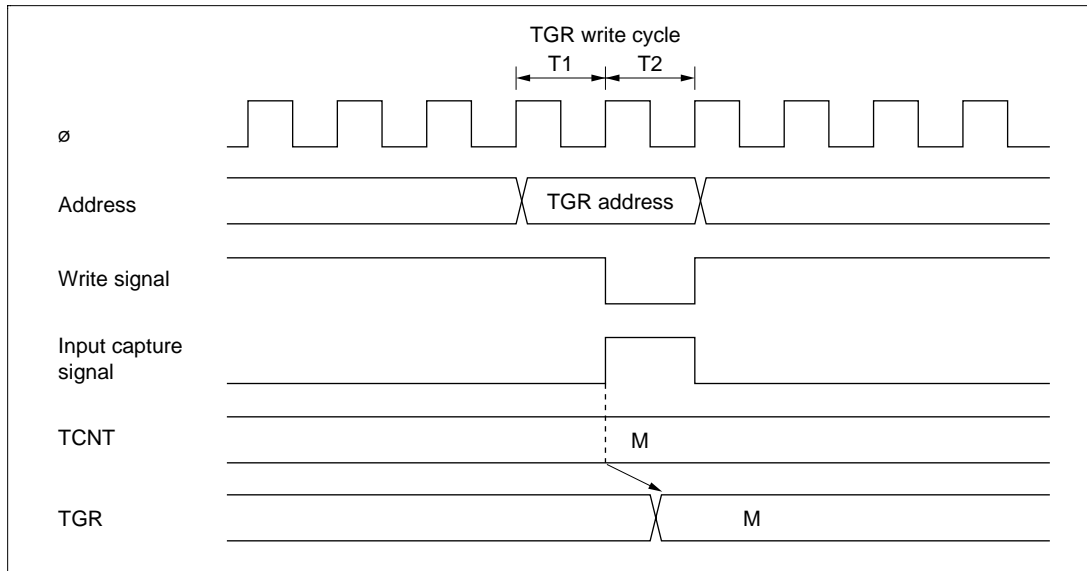 TGR write cycle
T1 T2
ø
Address TGR address
Write signal
Input capture
signal
TCNT M
TGR M